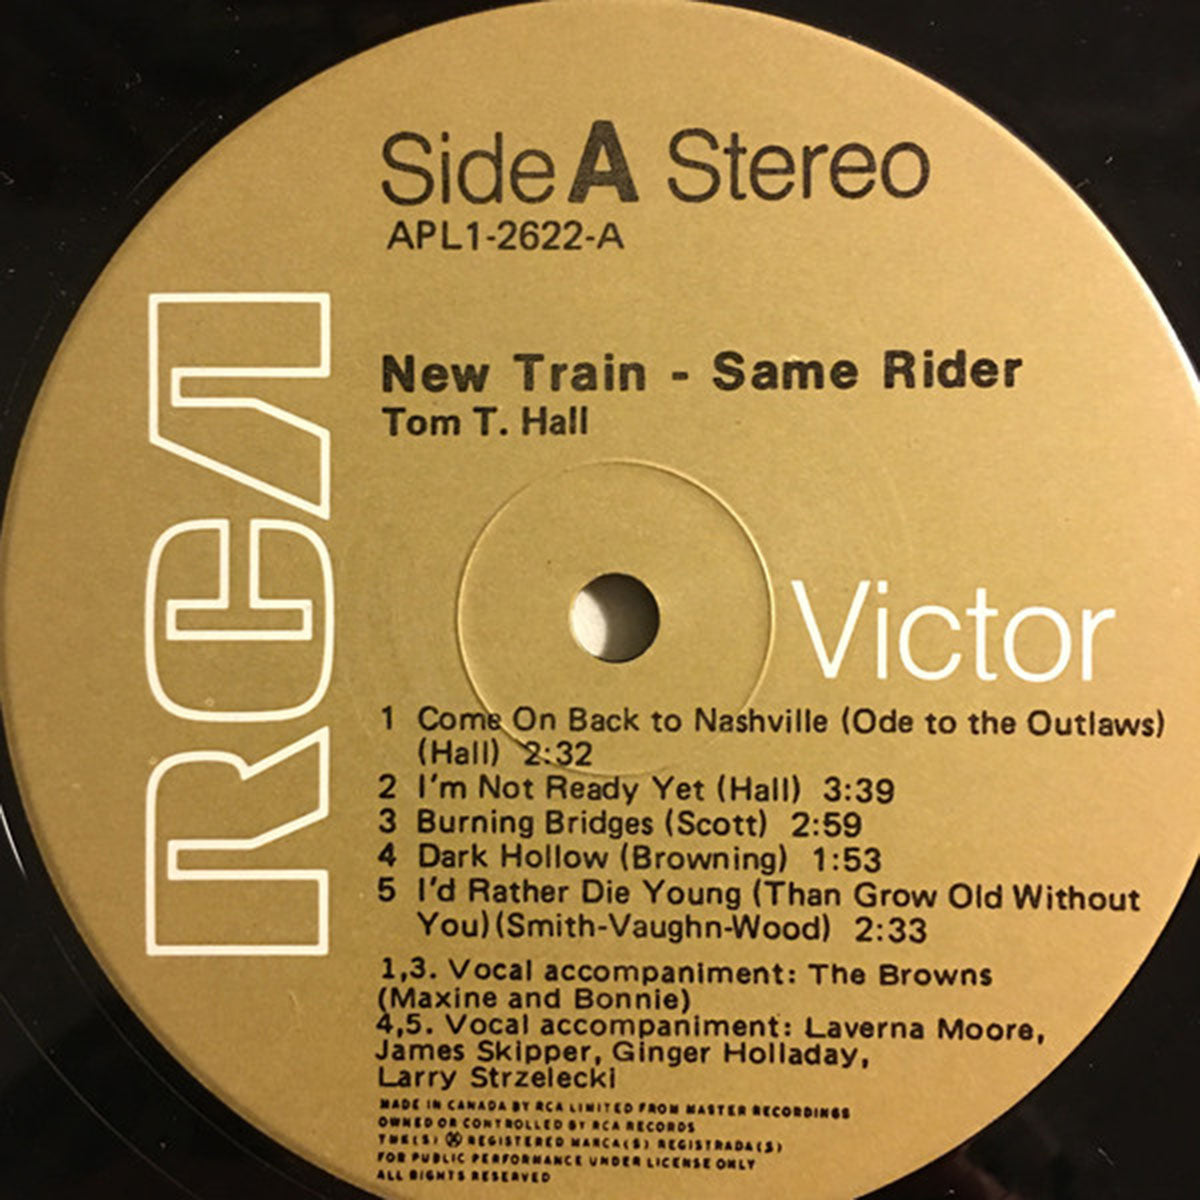 Side A Stereo
APL1-2622-A
New Train - Same Rider
Tom T. Hall
RCA
Victor
1 Come On Back to Nashville (Ode to the Outlaws)
(Hall) 2:32
2 I'm Not Ready Yet (Hall) 3:39
3 Burning Bridges (Scott) 2:59
4 Dark Hollow (Browning) 1:53
5 I'd Rather Die Young (Than Grow Old Without
You) (Smith-Vaughn-Wood) 2:33
1,3. Vocal accompaniment: The Browns
(Maxine and Bonnie)
4,5. Vocal accompaniment: Laverna Moore,
James Skipper, Ginger Holladay,
Larry Strzelecki
MADE IN CANADA BY RCA LIMITED FROM MASTER RECORDINGS
OWNED OR CONTROLLED BY RCA RECORDS
TMK(S) ® REGISTERED MARCA(S) REGISTRADA(S)
FOR PUBLIC PERFORMANCE UNDER LICENSE ONLY
ALL RIGHTS RESERVED